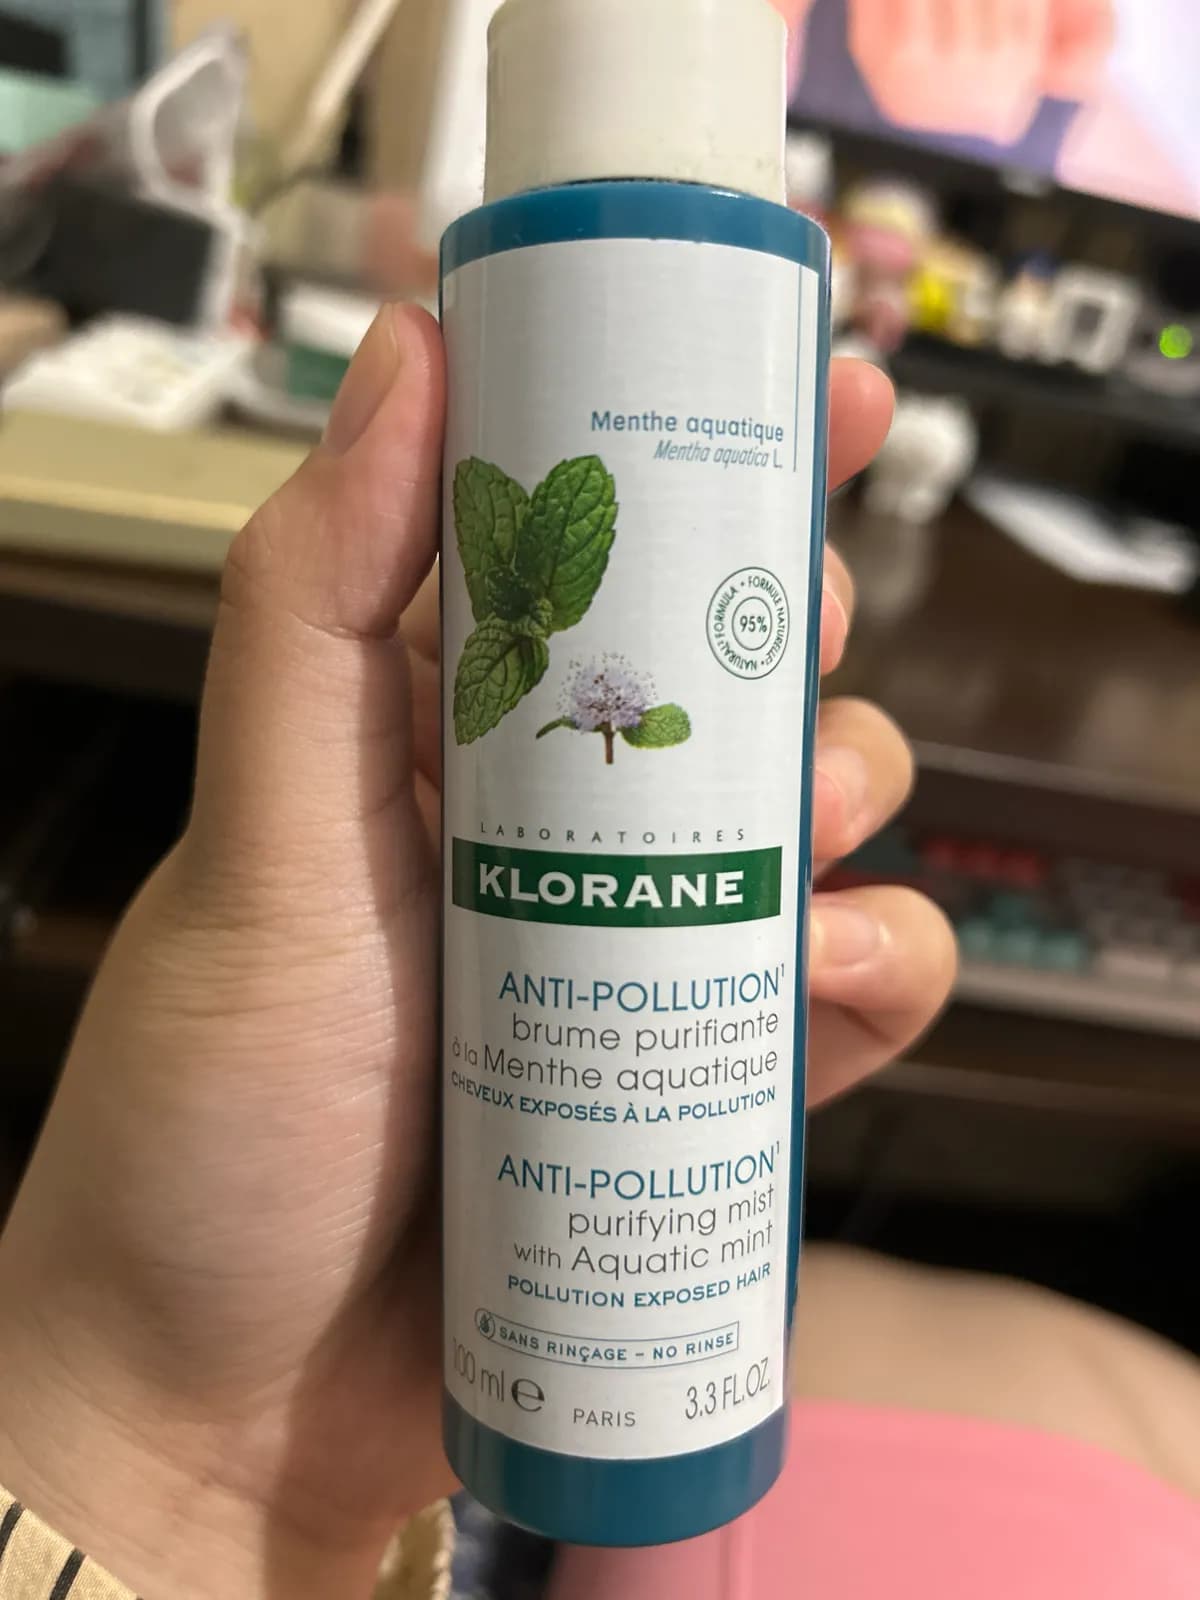 Menthe aquatique
Mentha aquatica L.
FORMULE NATURELLE² • NATURAL² FORMULA •
95%
LABORATOIRES
KLORANE
ANTI-POLLUTION¹
brume purifiante
à la Menthe aquatique
CHEVEUX EXPOSÉS À LA POLLUTION
ANTI-POLLUTION¹
purifying mist
with Aquatic mint
POLLUTION EXPOSED HAIR
SANS RINÇAGE – NO RINSE
100 ml ℮ PARIS 3.3 FL.OZ.